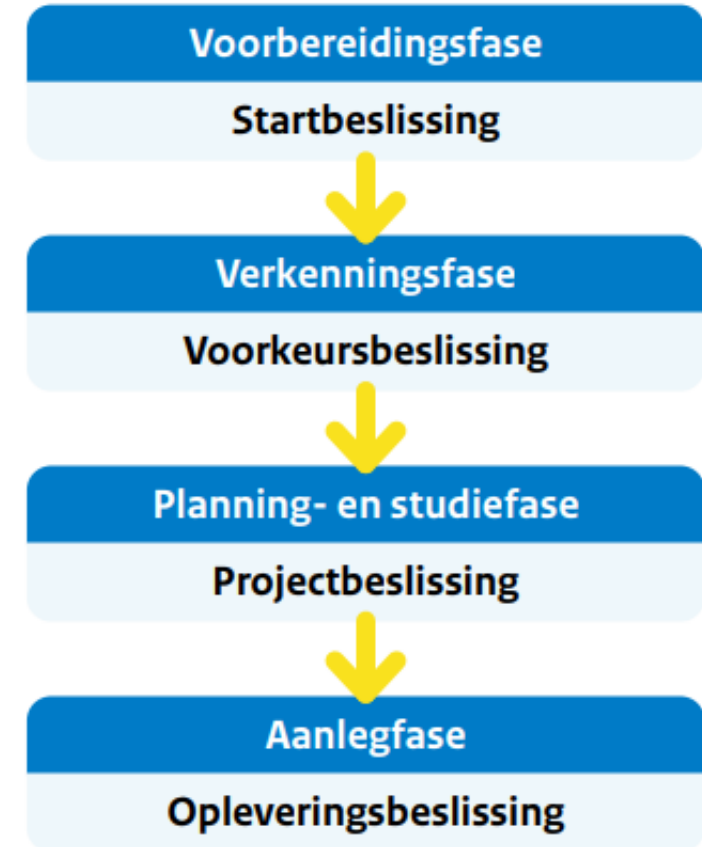 Voorbereidingsfase
Startbeslissing
Verkenningsfase
Voorkeursbeslissing
Planning- en studiefase
Projectbeslissing
Aanlegfase
Opleveringsbeslissing